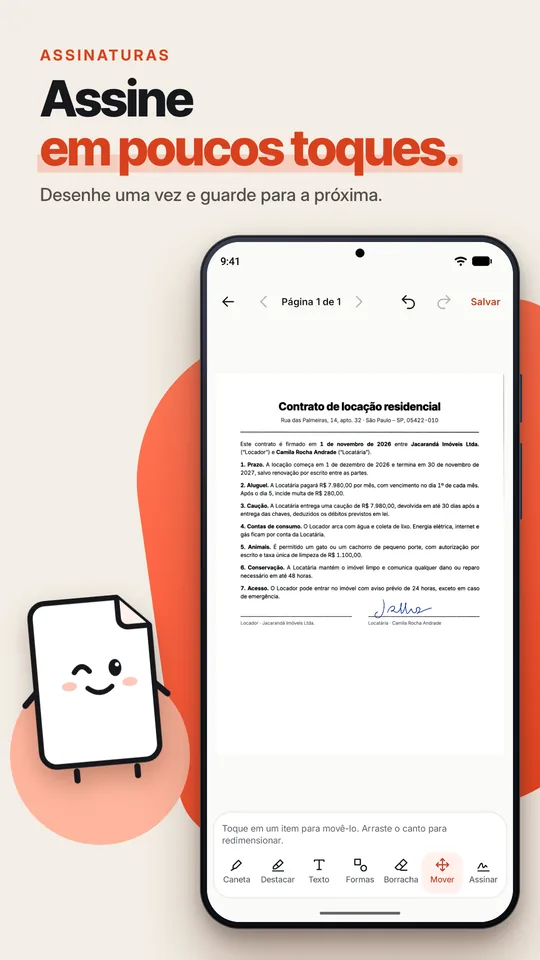 ASSINATURAS
Assine
em poucos toques.
Desenhe uma vez e guarde para a próxima.
9:41
Página 1 de 1
Salvar
Contrato de locação residencial
Rua das Palmeiras, 14, apto. 32 · São Paulo – SP, 05422-010
Este contrato é firmado em 1 de novembro de 2026 entre Jacarandá Imóveis Ltda.
("Locador") e Camila Rocha Andrade ("Locatária").
1. Prazo. A locação começa em 1 de dezembro de 2026 e termina em 30 de novembro de
2027, salvo renovação por escrito entre as partes.
2. Aluguel. A Locatária pagará R$ 7.980,00 por mês, com vencimento no dia 1º de cada mês.
Após o dia 5, incide multa de R$ 280,00.
3. Caução. A Locatária entrega uma caução de R$ 7.980,00, devolvida em até 30 dias após a
entrega das chaves, deduzidos os débitos previstos em lei.
4. Contas de consumo. O Locador arca com água e coleta de lixo. Energia elétrica, internet e
gás ficam por conta da Locatária.
5. Animais. É permitido um gato ou um cachorro de pequeno porte, com autorização por
escrito e taxa única de limpeza de R$ 1.100,00.
6. Conservação. A Locatária mantém o imóvel limpo e comunica qualquer dano ou reparo
necessário em até 48 horas.
7. Acesso. O Locador pode entrar no imóvel com aviso prévio de 24 horas, exceto em caso
de emergência.
Locador · Jacarandá Imóveis Ltda.
Locatária · Camila Rocha Andrade
Toque em um item para movê-lo. Arraste o canto para
redimensionar.
Caneta
Destacar
Texto
Formas
Borracha
Mover
Assinar